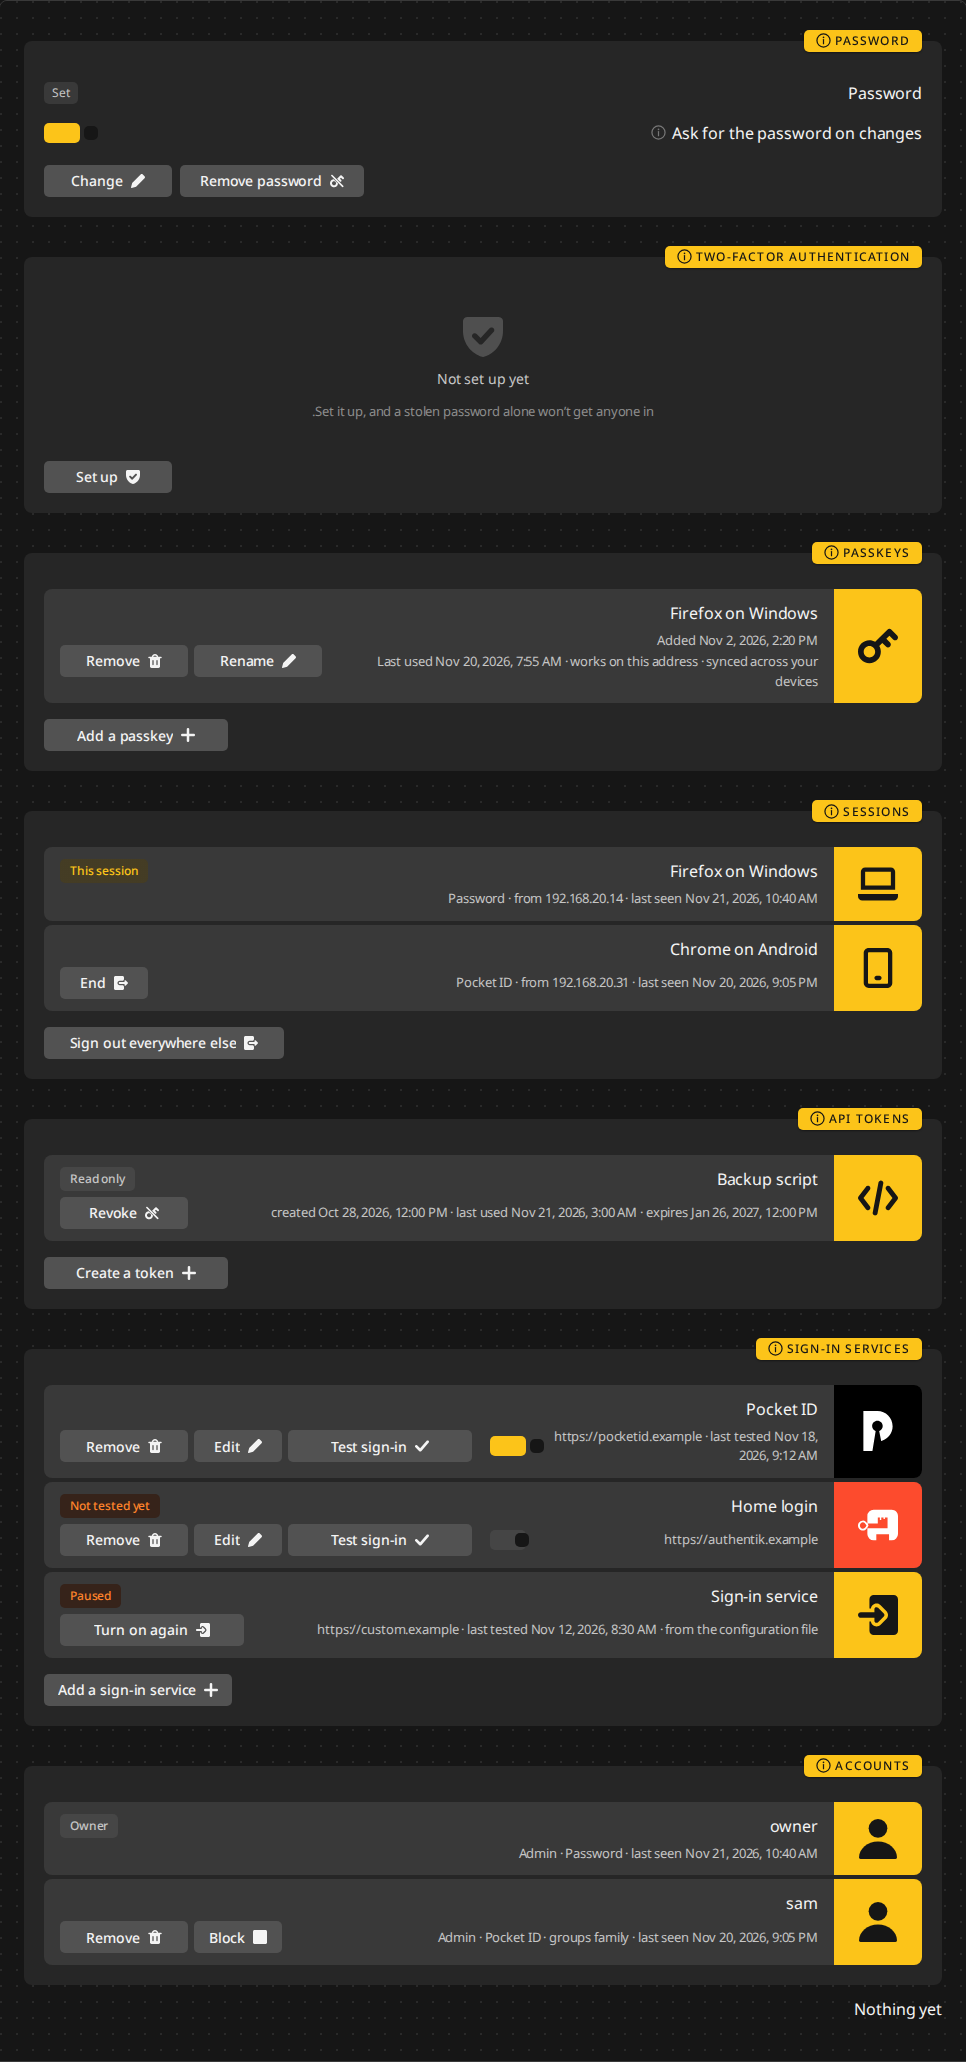 PASSWORD
Password
Set
Ask for the password on changes
Change
Remove password
TWO-FACTOR AUTHENTICATION
Not set up yet
.Set it up, and a stolen password alone won't get anyone in
Set up
PASSKEYS
Firefox on Windows
Added Nov 2, 2026, 2:20 PM
Last used Nov 20, 2026, 7:55 AM · works on this address · synced across your
devices
Remove
Rename
Add a passkey
SESSIONS
Firefox on Windows
This session
Password · from 192.168.20.14 · last seen Nov 21, 2026, 10:40 AM
Chrome on Android
Pocket ID · from 192.168.20.31 · last seen Nov 20, 2026, 9:05 PM
End
Sign out everywhere else
API TOKENS
Backup script
Read only
created Oct 28, 2026, 12:00 PM · last used Nov 21, 2026, 3:00 AM · expires Jan 26, 2027, 12:00 PM
Revoke
Create a token
SIGN-IN SERVICES
Pocket ID
https://pocketid.example · last tested Nov 18,
2026, 9:12 AM
Remove
Edit
Test sign-in
Home login
Not tested yet
https://authentik.example
Remove
Edit
Test sign-in
Sign-in service
Paused
https://custom.example · last tested Nov 12, 2026, 8:30 AM · from the configuration file
Turn on again
Add a sign-in service
ACCOUNTS
owner
Owner
Admin · Password · last seen Nov 21, 2026, 10:40 AM
sam
Admin · Pocket ID · groups family · last seen Nov 20, 2026, 9:05 PM
Remove
Block
Nothing yet